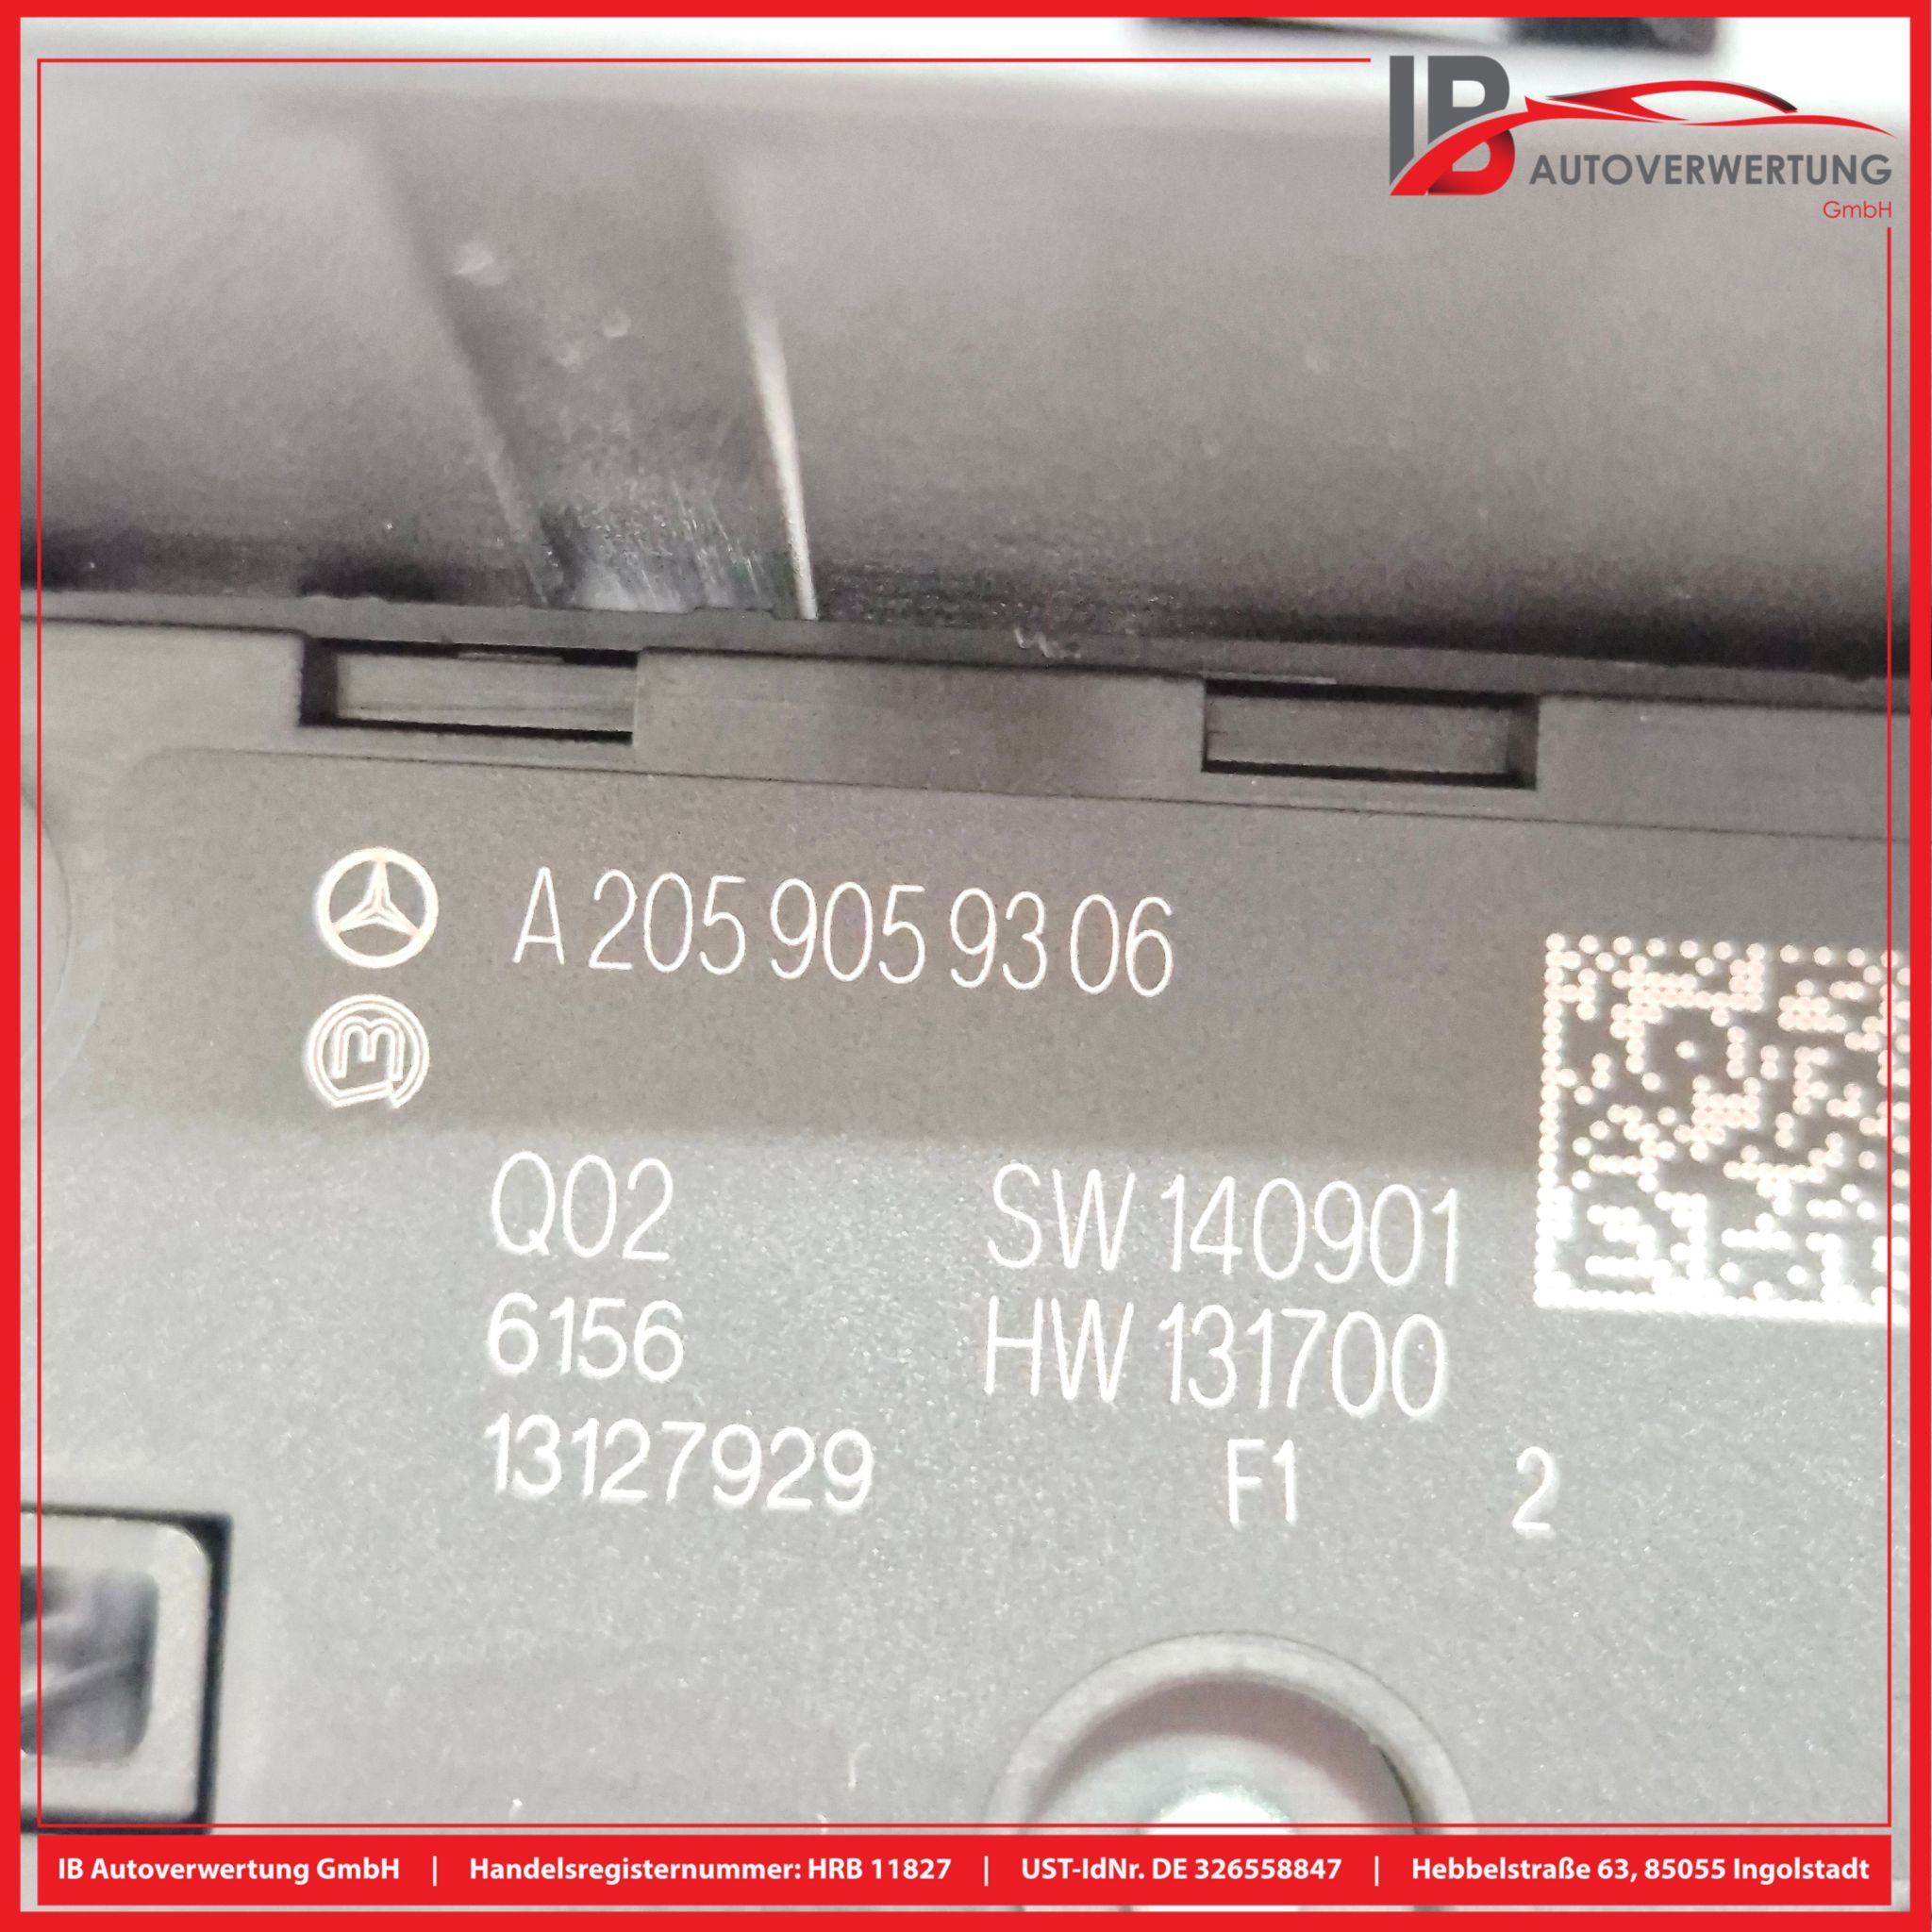 IB
AUTOVERWERTUNG
GmbH
A 205 905 93 06
Q02 SW 140901
6156 HW 131700
13127929 F1 2
IB Autoverwertung GmbH | Handelsregisternummer: HRB 11827 | UST-IdNr. DE 326558847 | Hebbelstraße 63, 85055 Ingolstadt